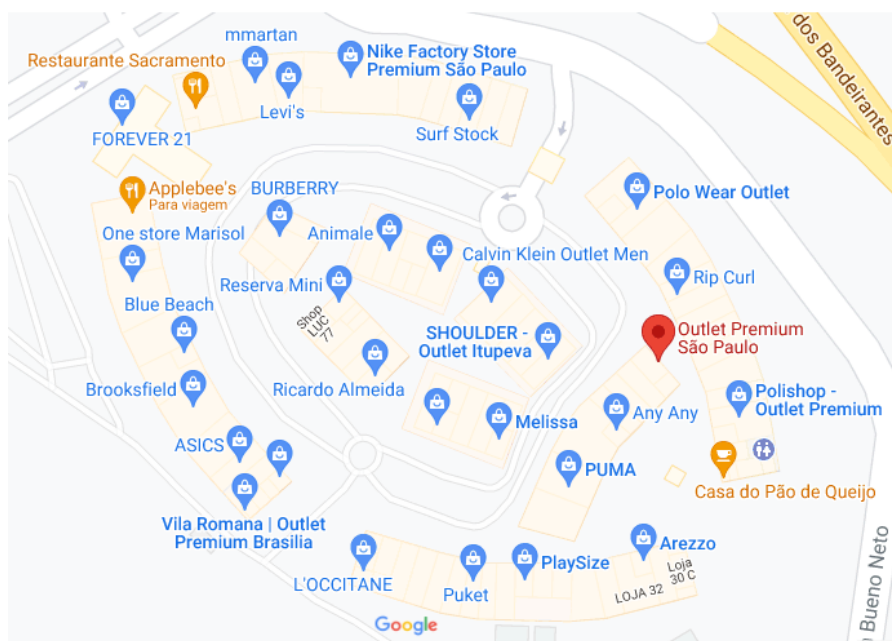 mmartan
Restaurante Sacramento
Nike Factory Store
Premium São Paulo
dos Bandeirantes
Levi's
FOREVER 21
Surf Stock
Applebee's
Para viagem
BURBERRY
Polo Wear Outlet
One store Marisol
Animale
Calvin Klein Outlet Men
Reserva Mini
Rip Curl
Blue Beach
Shop
LUC
77
SHOULDER -
Outlet Itupeva
Outlet Premium
São Paulo
Brooksfield
Ricardo Almeida
Polishop -
Outlet Premium
Any Any
Melissa
ASICS
PUMA
Casa do Pão de Queijo
Vila Romana | Outlet
Premium Brasilia
Arezzo
L'OCCITANE
PlaySize
Puket
LOJA 32
Loja
30 C
Bueno Neto
Google